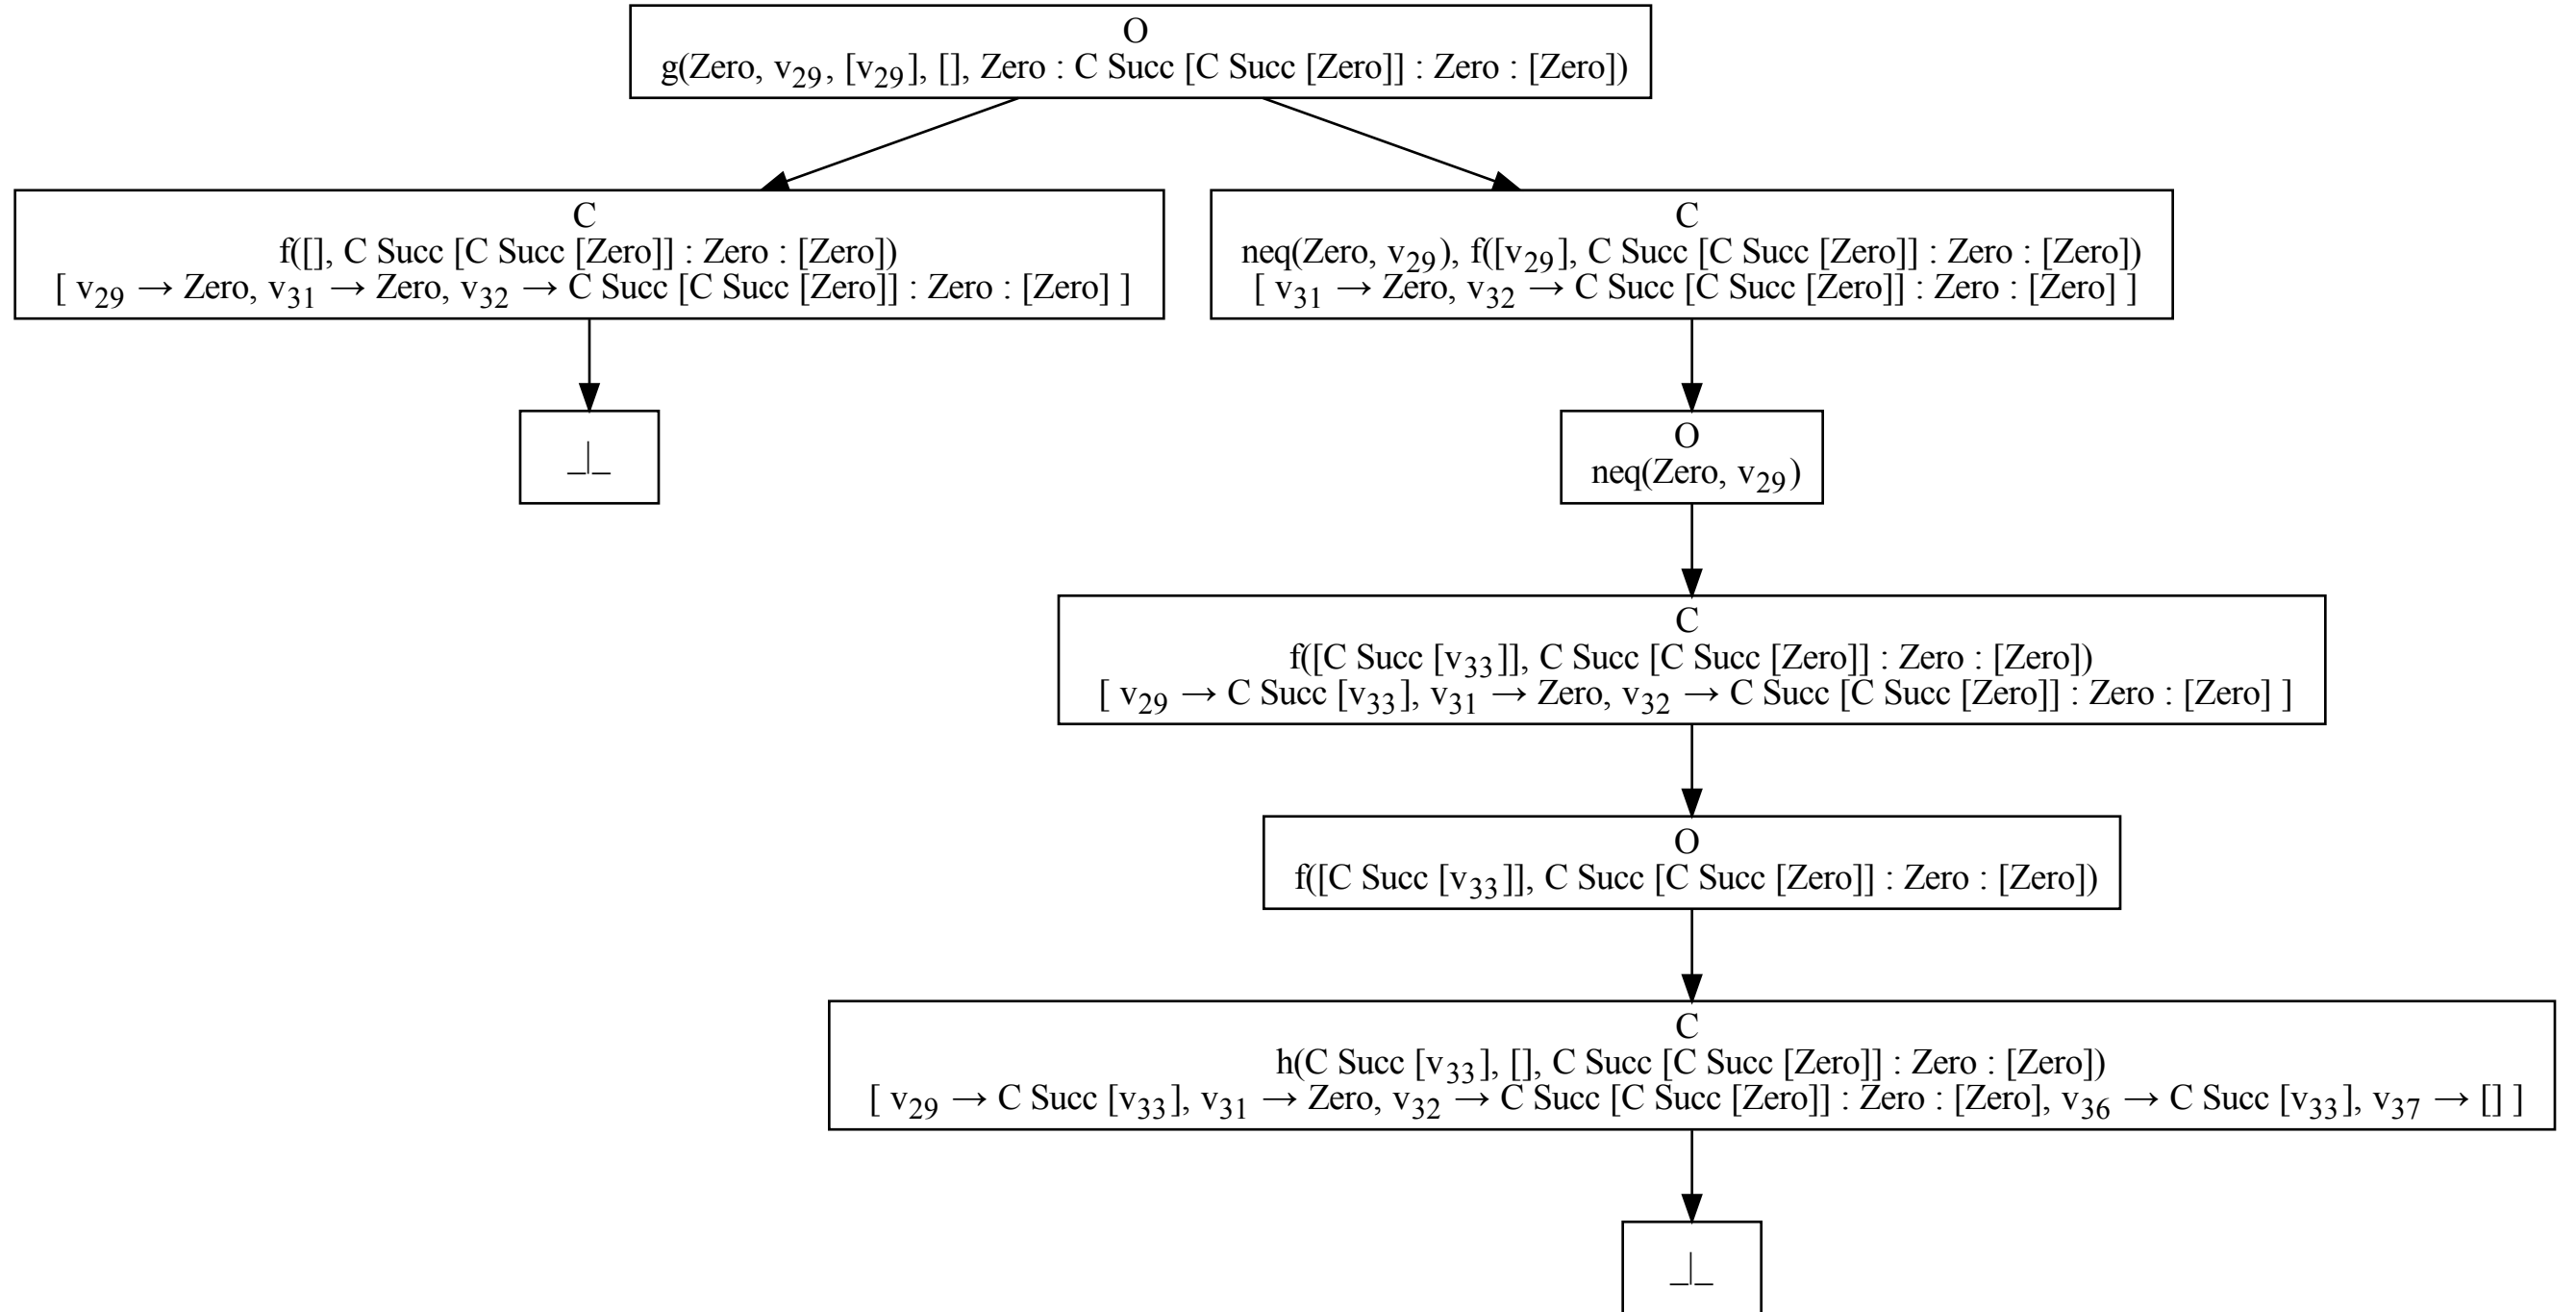 O
g(Zero, v29, [v29], [], Zero : C Succ [C Succ [Zero]] : Zero : [Zero])
C
f([], C Succ [C Succ [Zero]] : Zero : [Zero])
[ v29 → Zero, v31 → Zero, v32 → C Succ [C Succ [Zero]] : Zero : [Zero] ]
C
neq(Zero, v29), f([v29], C Succ [C Succ [Zero]] : Zero : [Zero])
[ v31 → Zero, v32 → C Succ [C Succ [Zero]] : Zero : [Zero] ]
_|_
O
neq(Zero, v29)
C
f([C Succ [v33]], C Succ [C Succ [Zero]] : Zero : [Zero])
[ v29 → C Succ [v33], v31 → Zero, v32 → C Succ [C Succ [Zero]] : Zero : [Zero] ]
O
f([C Succ [v33]], C Succ [C Succ [Zero]] : Zero : [Zero])
C
h(C Succ [v33], [], C Succ [C Succ [Zero]] : Zero : [Zero])
[ v29 → C Succ [v33], v31 → Zero, v32 → C Succ [C Succ [Zero]] : Zero : [Zero], v36 → C Succ [v33], v37 → [] ]
_|_